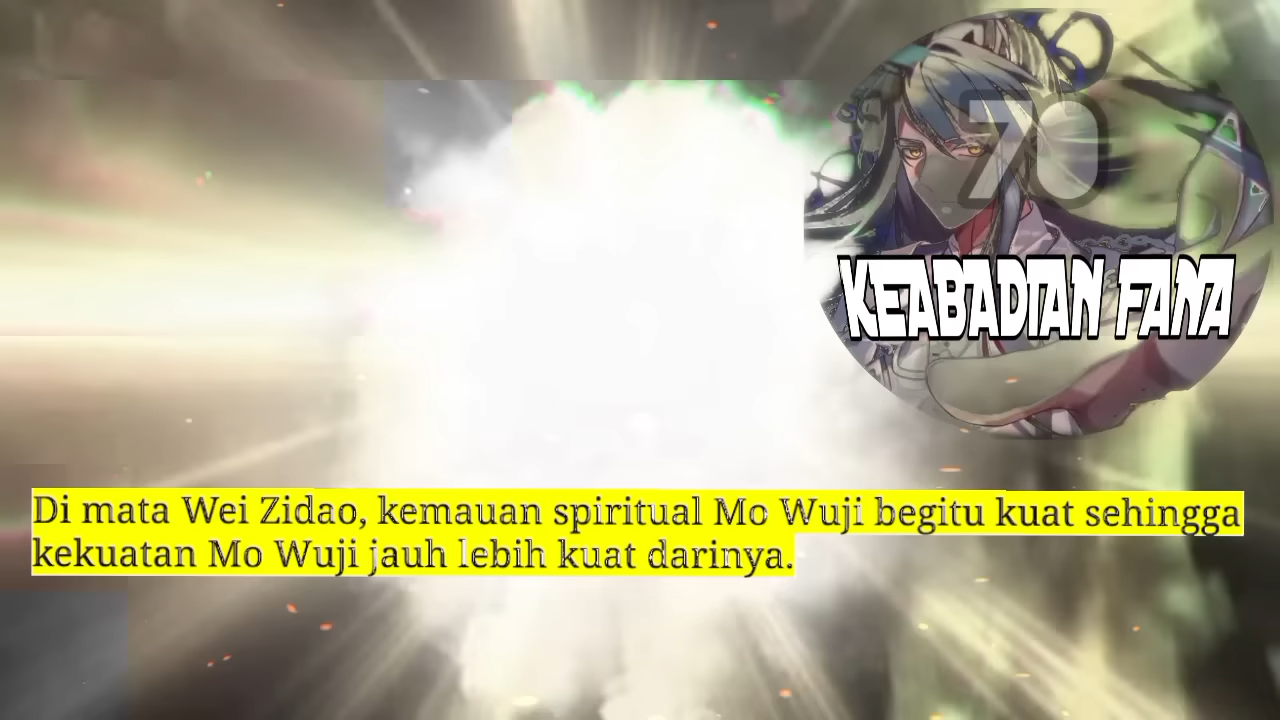 70
KEABADIAN FANA
Di mata Wei Zidao, kemauan spiritual Mo Wuji begitu kuat sehingga
kekuatan Mo Wuji jauh lebih kuat darinya.